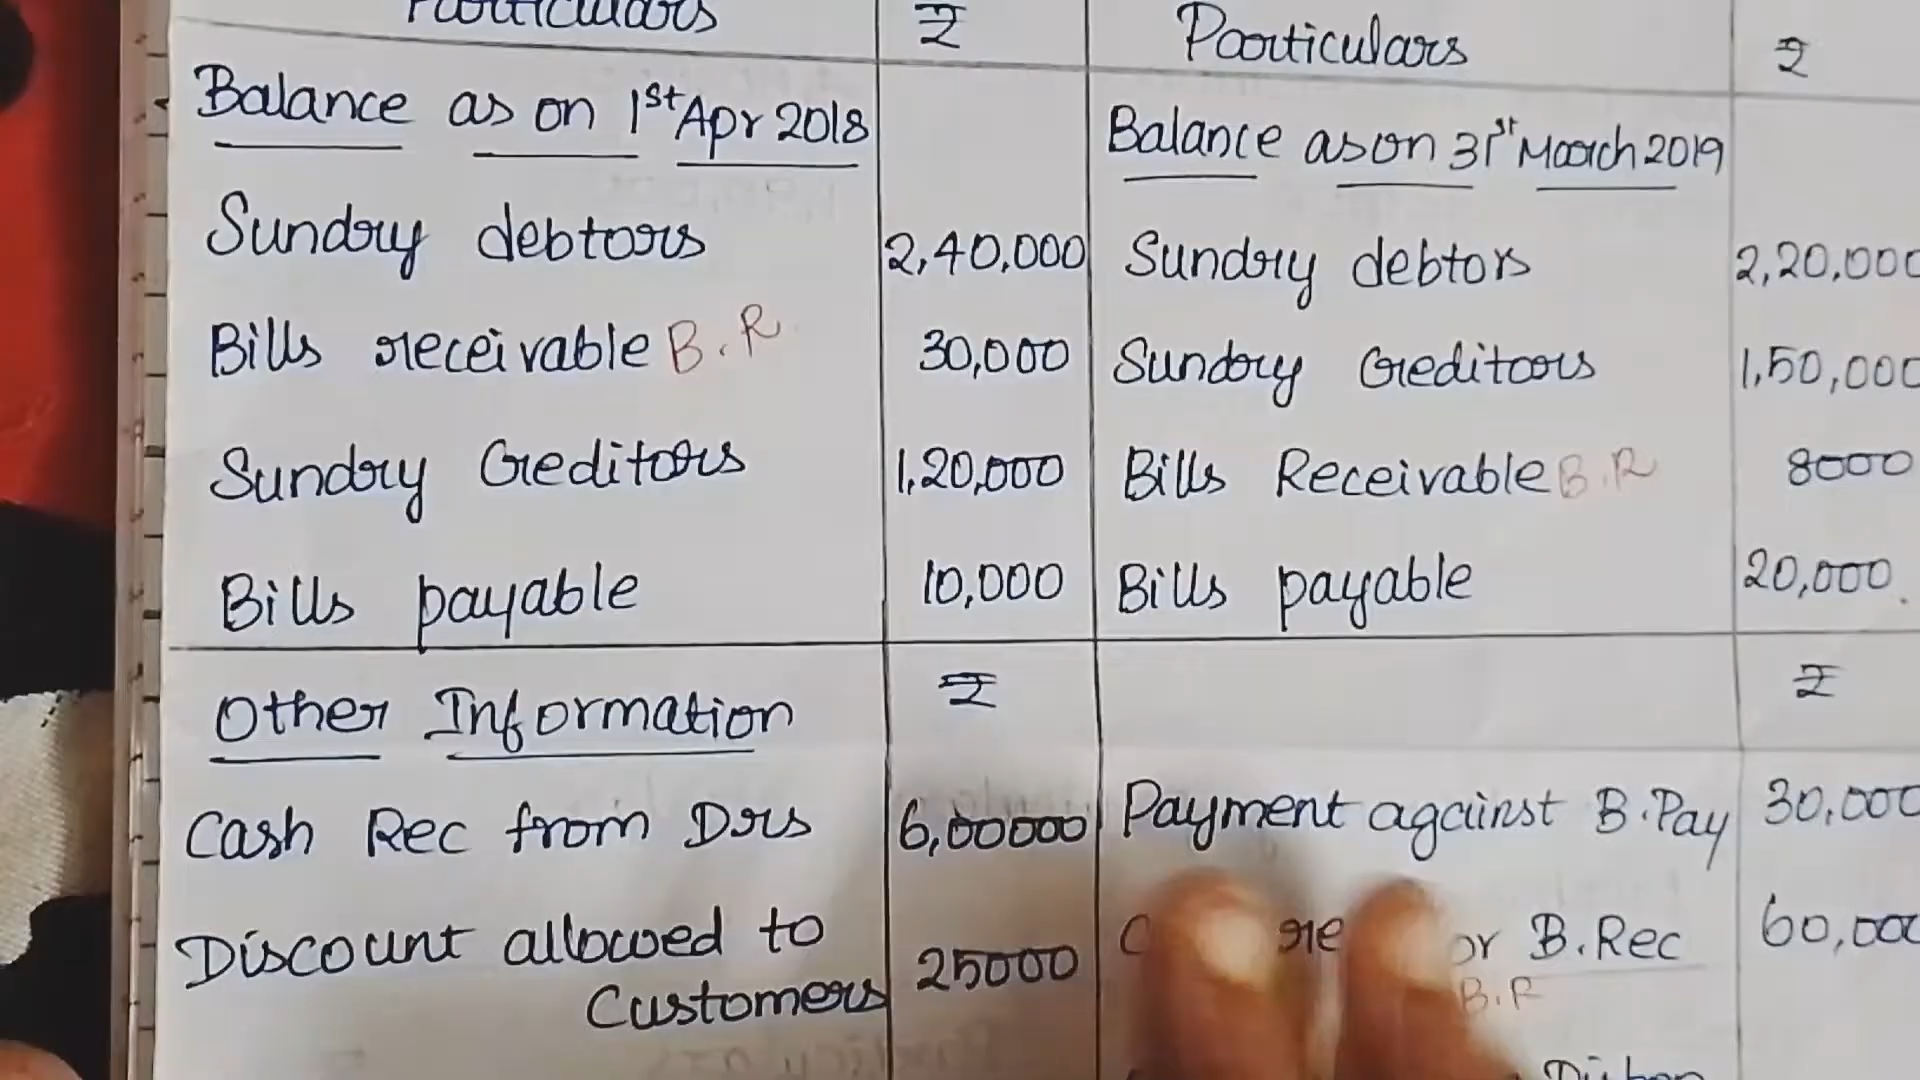 Particulars ₹ Particulars ₹
Balance as on 1st Apr 2018 Balance as on 31st March 2019
Sundry debtors 2,40,000 Sundry debtors 2,20,000
Bills receivable B.R 30,000 Sundry Creditors 1,50,000
Sundry Creditors 1,20,000 Bills Receivable B.R 8000
Bills payable 10,000 Bills payable 20,000
Other Information ₹ ₹
Cash Rec from Drs 6,00000 Payment against B.Pay 30,000
Discount allowed to 25000 or B.Rec 60,000
Customers B.R